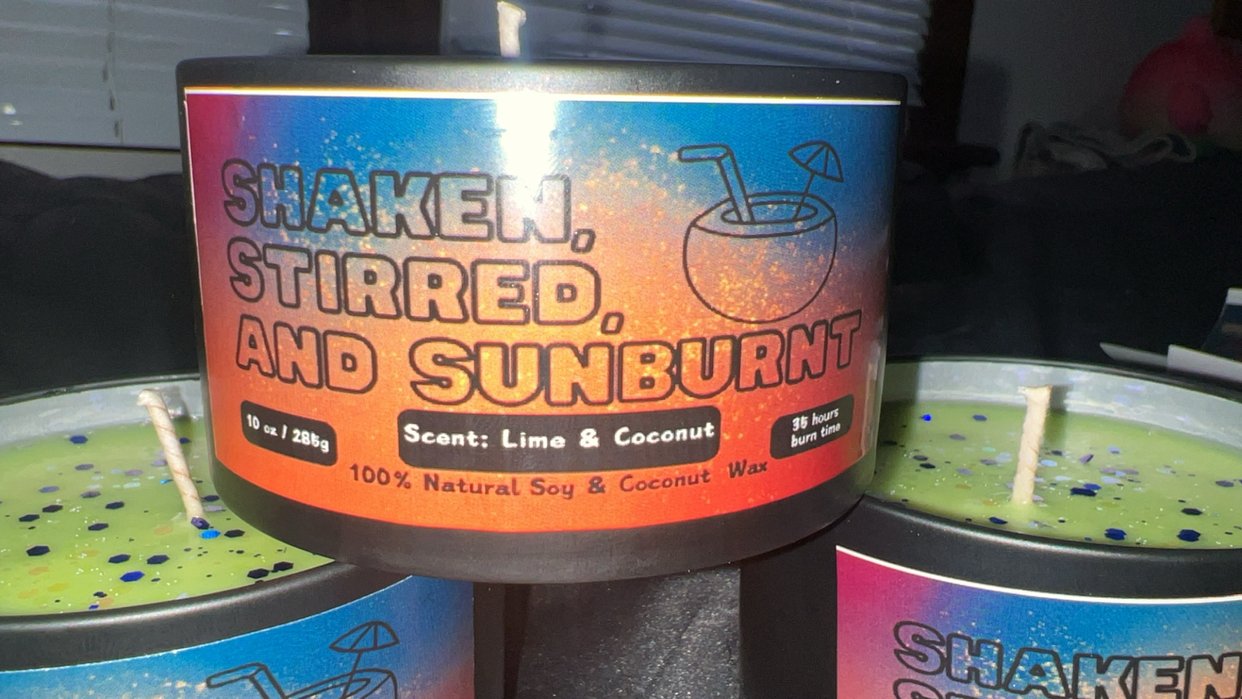 SHAKEN,
STIRRED,
AND SUNBURNT
10 oz / 285g
Scent: Lime & Coconut
35 hours
burn time
100% Natural Soy & Coconut Wax
SHAKEN